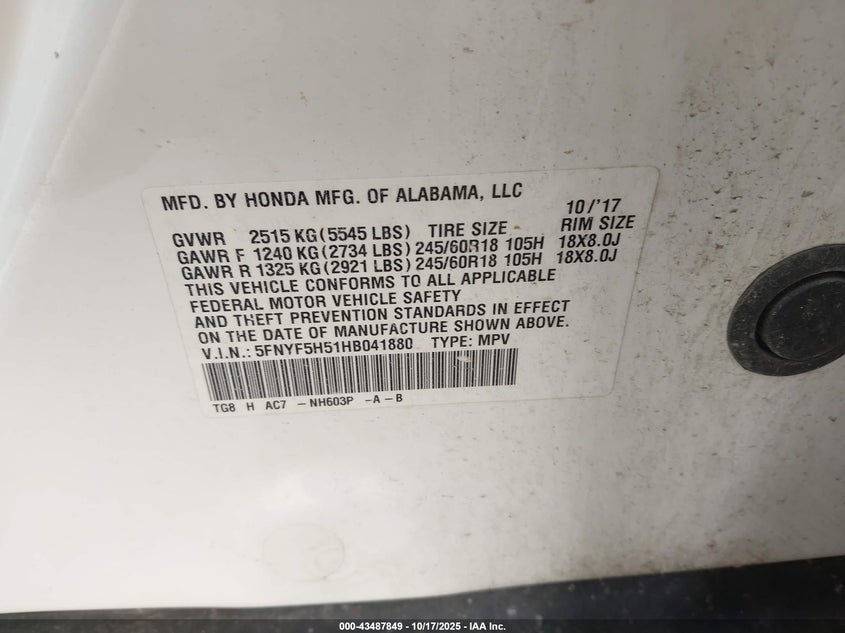 MFD. BY HONDA MFG. OF ALABAMA, LLC 10/'17
GVWR 2515 KG(5545 LBS) TIRE SIZE RIM SIZE
GAWR F 1240 KG(2734 LBS) 245/60R18 105H 18X8.0J
GAWR R 1325 KG(2921 LBS) 245/60R18 105H 18X8.0J
THIS VEHICLE CONFORMS TO ALL APPLICABLE
FEDERAL MOTOR VEHICLE SAFETY
AND THEFT PREVENTION STANDARDS IN EFFECT
ON THE DATE OF MANUFACTURE SHOWN ABOVE.
V.I.N.: 5FNYF5H51HB041880 TYPE: MPV
TG8 H AC7 -NH603P -A-B
000-43487849 - 10/17/2025 - IAA Inc.